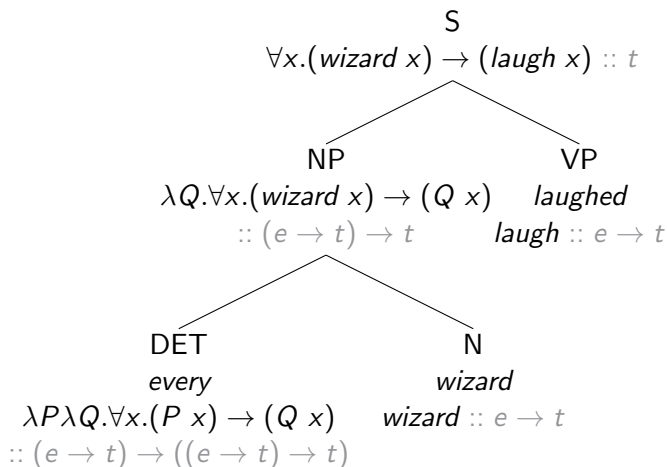 S
∀x.(wizard x) → (laugh x) :: t
NP
λQ.∀x.(wizard x) → (Q x)
:: (e → t) → t
VP
laughed
laugh :: e → t
DET
every
λPλQ.∀x.(P x) → (Q x)
:: (e → t) → ((e → t) → t)
N
wizard
wizard :: e → t